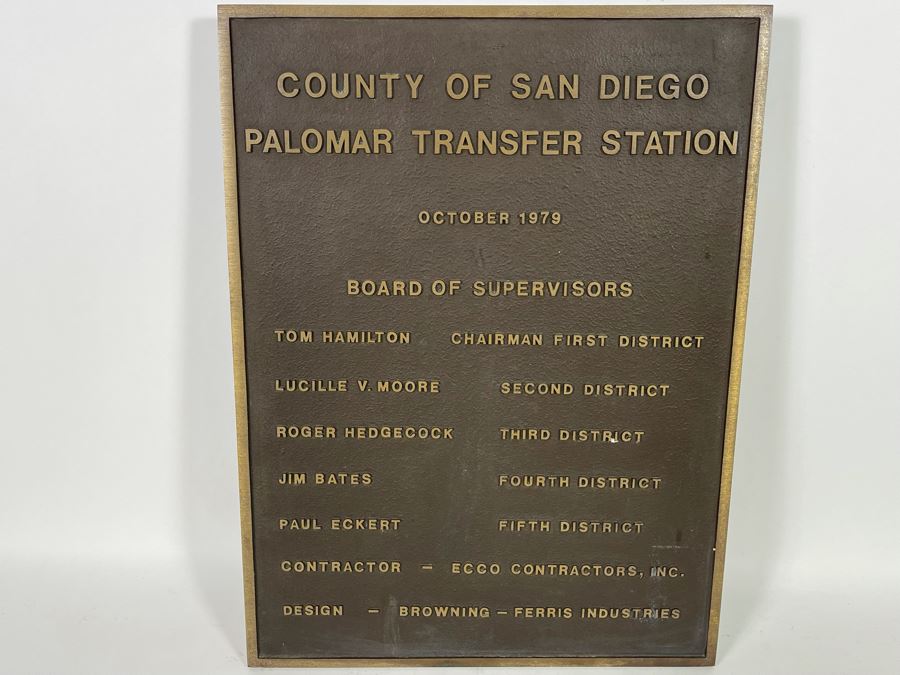 COUNTY OF SAN DIEGO
PALOMAR TRANSFER STATION
OCTOBER 1979
BOARD OF SUPERVISORS
TOM HAMILTON CHAIRMAN FIRST DISTRICT
LUCILLE V. MOORE SECOND DISTRICT
ROGER HEDGECOCK THIRD DISTRICT
JIM BATES FOURTH DISTRICT
PAUL ECKERT FIFTH DISTRICT
CONTRACTOR – ECCO CONTRACTORS, INC.
DESIGN – BROWNING – FERRIS INDUSTRIES